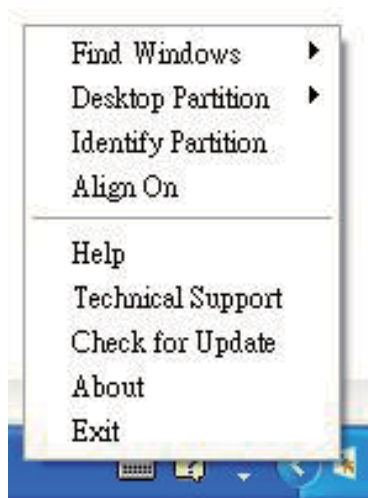 Find Windows
Desktop Partition
Identify Partition
Align On
Help
Technical Support
Check for Update
About
Exit